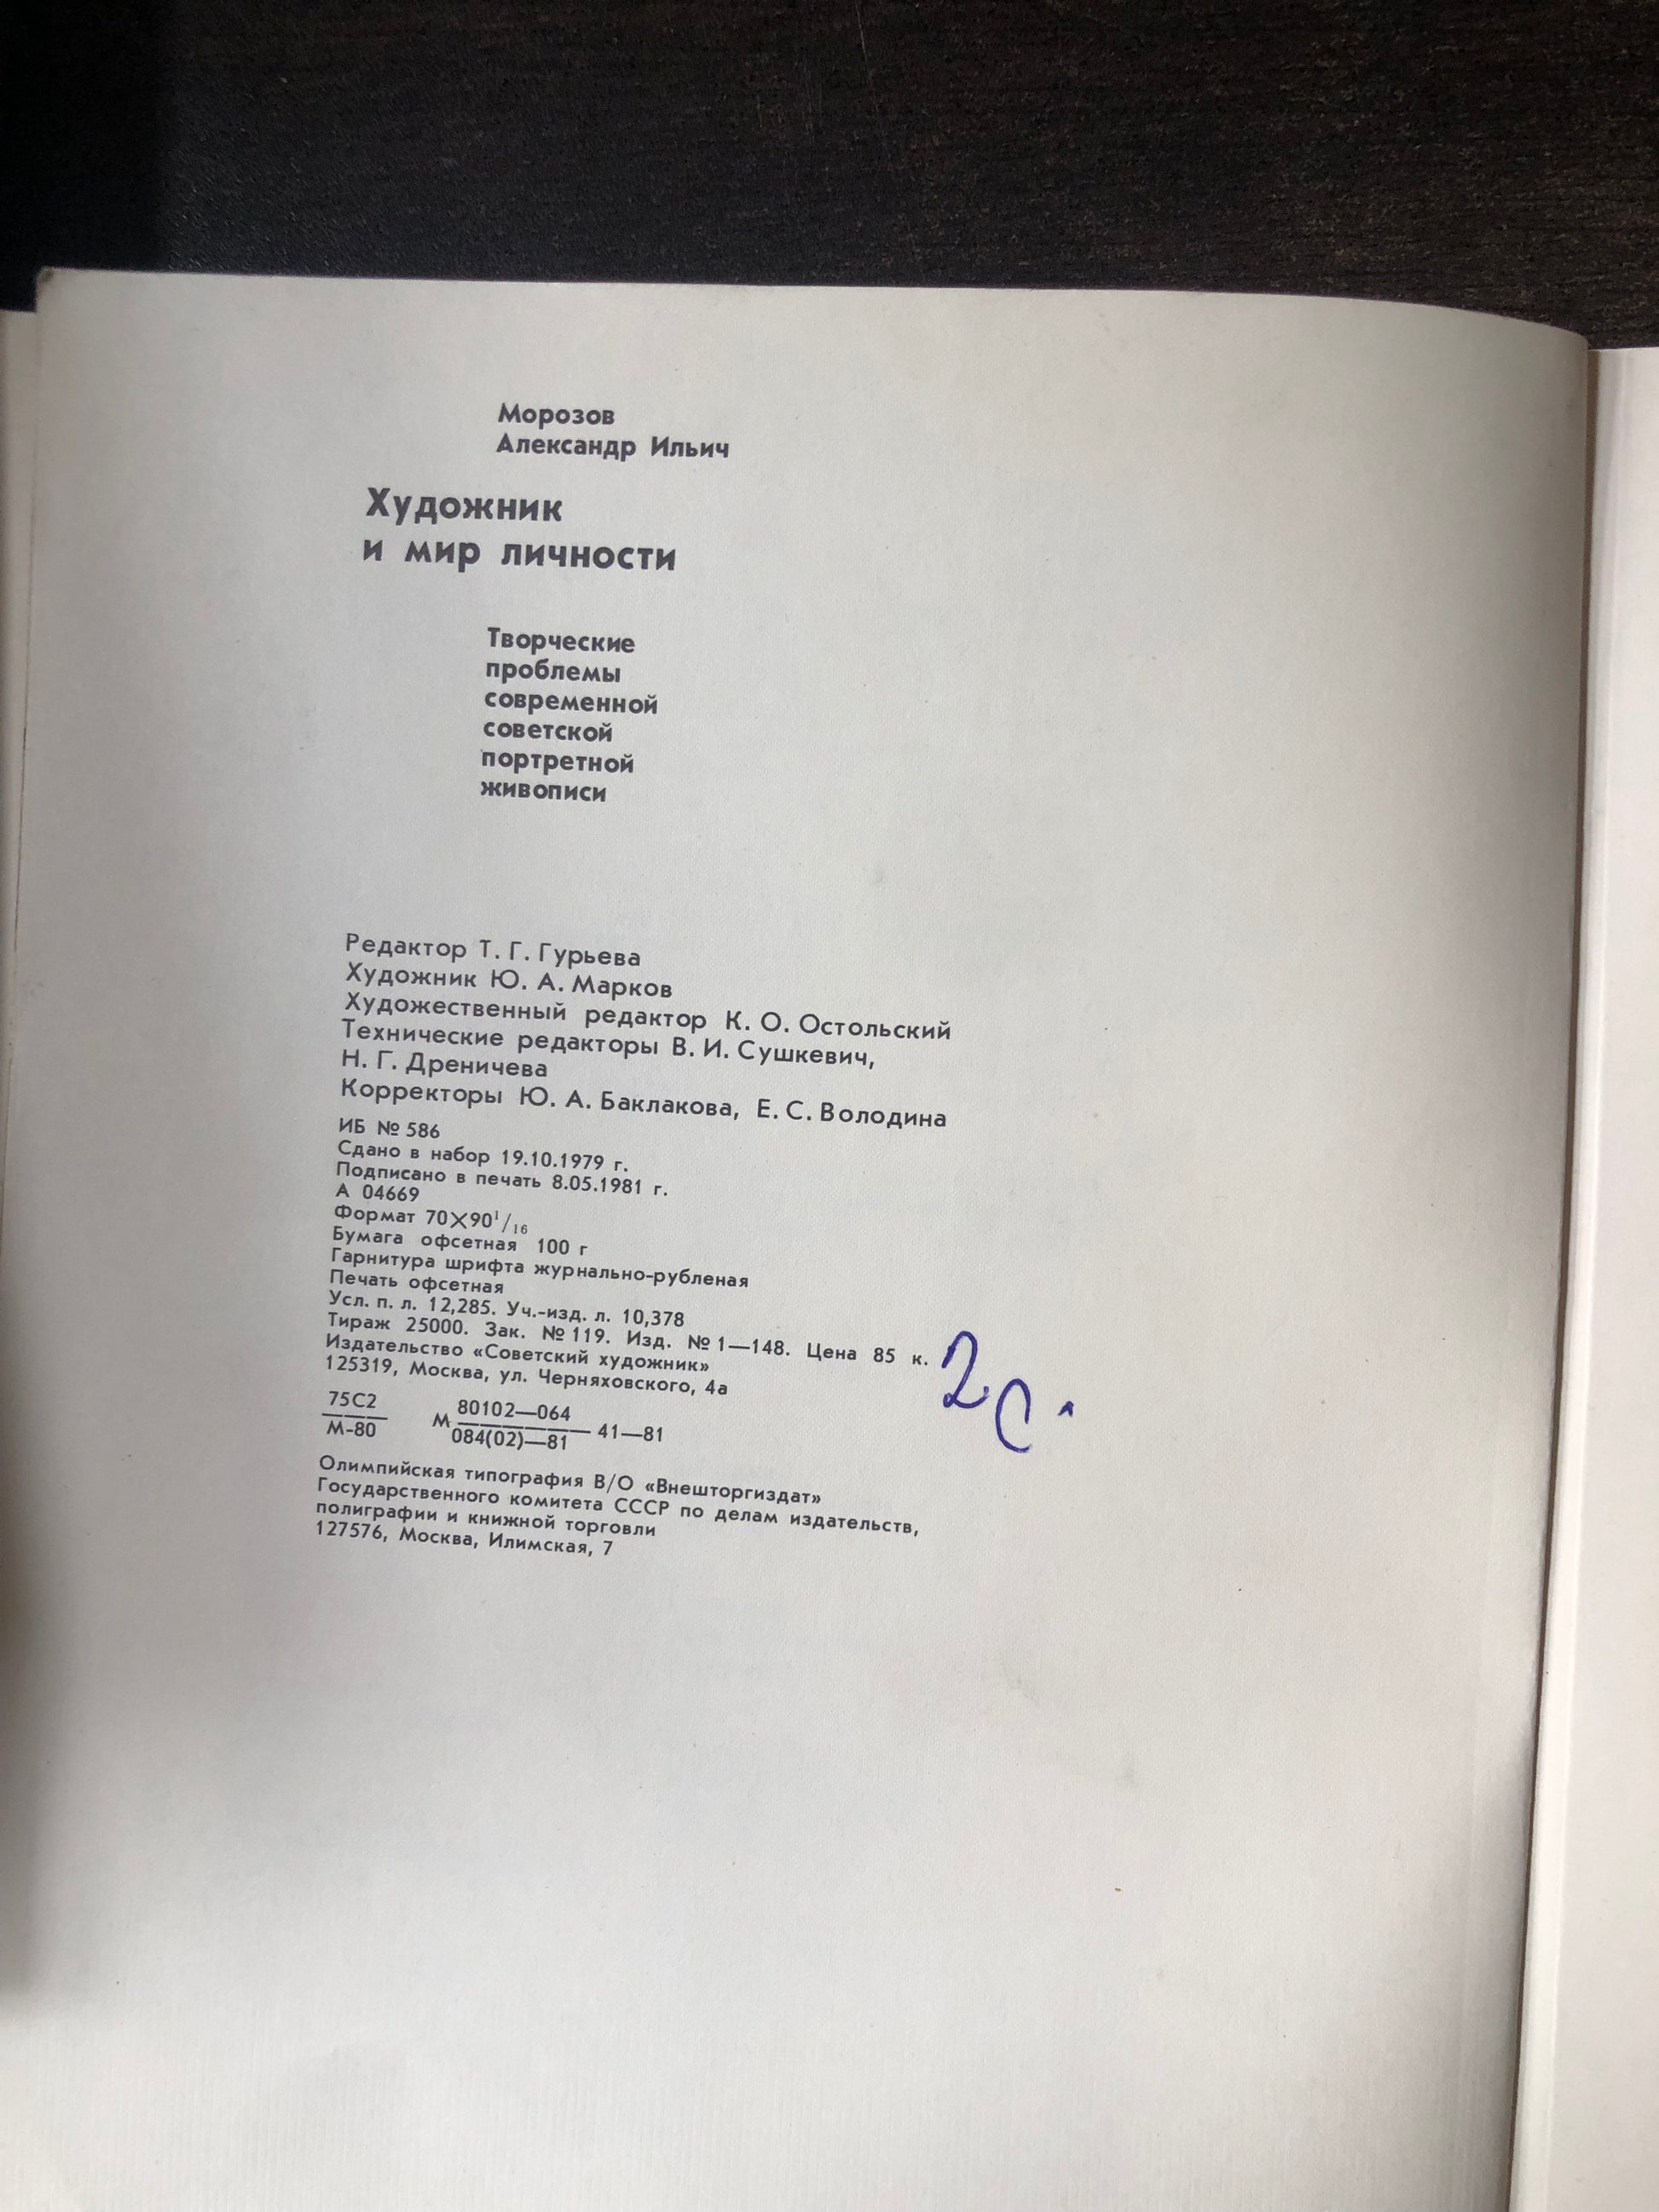 Морозов
Александр Ильич
Художник
и мир личности
Творческие
проблемы
современной
советской
портретной
живописи
Редактор Т. Г. Гурьева
Художник Ю. А. Марков
Художественный редактор К. О. Остольский
Технические редакторы В. И. Сушкевич,
Н. Г. Дреничева
Корректоры Ю. А. Баклакова, Е. С. Володина
ИБ № 586
Сдано в набор 19.10.1979 г.
Подписано в печать 8.05.1981 г.
А 04669
Формат 70×90¹/₁₆
Бумага офсетная 100 г
Гарнитура шрифта журнально-рубленая
Печать офсетная
Усл. п. л. 12,285. Уч.-изд. л. 10,378
Тираж 25000. Зак. № 119. Изд. № 1—148. Цена 85 к.
Издательство «Советский художник»
125319, Москва, ул. Черняховского, 4а
2 с.
75С2 80102—064
М 41—81
М-80 084(02)—81
Олимпийская типография В/О «Внешторгиздат»
Государственного комитета СССР по делам издательств,
полиграфии и книжной торговли
127576, Москва, Илимская, 7